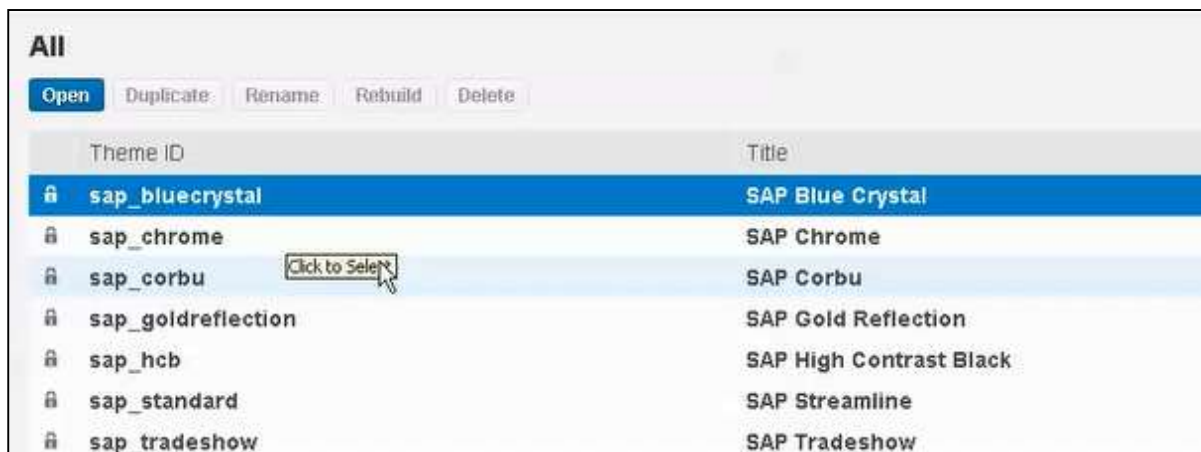 All
Open Duplicate Rename Rebuild Delete
Theme ID Title
sap_bluecrystal SAP Blue Crystal
sap_chrome SAP Chrome
Click to Select
sap_corbu SAP Corbu
sap_goldreflection SAP Gold Reflection
sap_hcb SAP High Contrast Black
sap_standard SAP Streamline
sap_tradeshow SAP Tradeshow